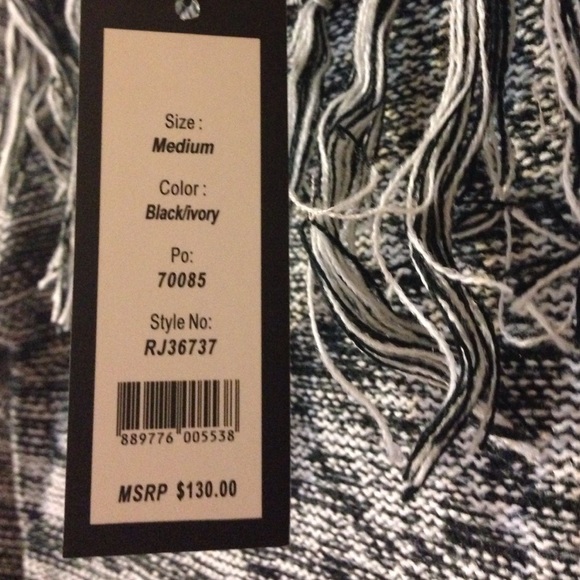 Size :
Medium
Color :
Black/ivory
Po:
70085
Style No:
RJ36737
889776 005538
MSRP $130.00